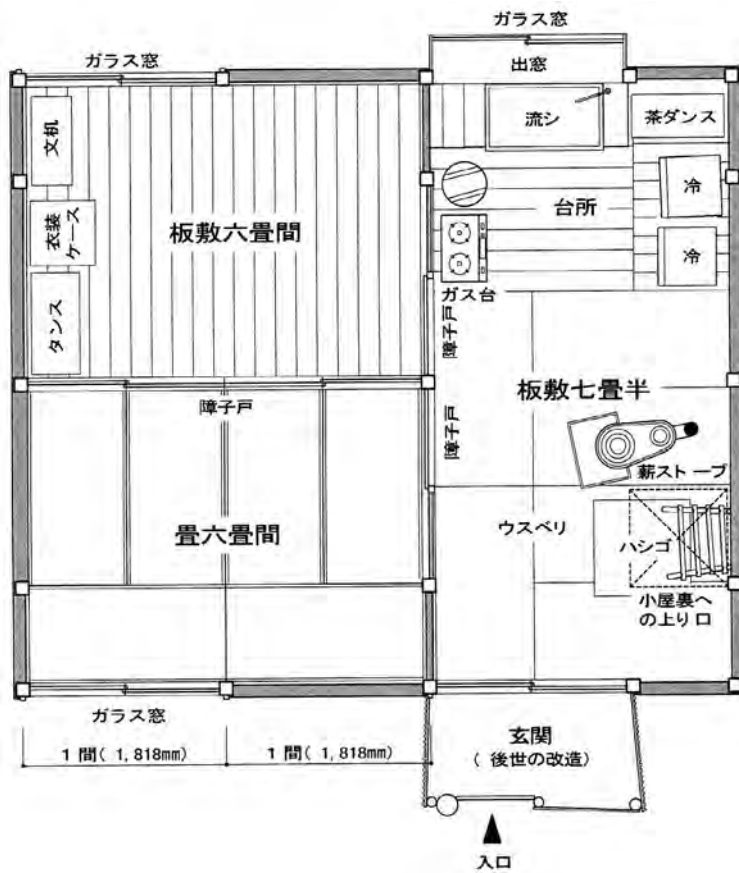 ガラス窓
ガラス窓
出窓
流シ
茶ダンス
文机
冷
台所
衣装
ケース
板敷六畳間
冷
ガス台
タンス
障子戸
板敷七畳半
障子戸
障子戸
薪ストーブ
畳六畳間
ウスベリ
ハシゴ
小屋裏へ
の上り口
ガラス窓
玄関
(後世の改造)
1間(1,818mm)
1間(1,818mm)
入口